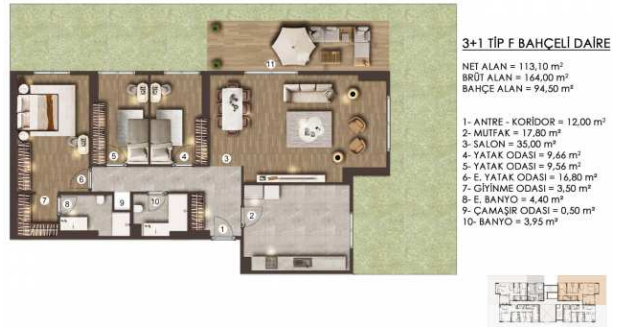 3+1 TİP F BAHÇELİ DAİRE
NET ALAN = 113,10 m²
BRÜT ALAN = 164,00 m²
BAHÇE ALAN = 94,50 m²
1- ANTRE - KORİDOR = 12,00 m²
2- MUTFAK = 17,80 m²
3- SALON = 35,00 m²
4- YATAK ODASI = 9,66 m²
5- YATAK ODASI = 9,56 m²
6- E. YATAK ODASI = 16,80 m²
7- GİYİNME ODASI = 3,50 m²
8- E. BANYO = 4,40 m²
9- ÇAMAŞIR ODASI = 0,50 m²
10- BANYO = 3,95 m²
11
5
4
3
6
7
8
9
10
2
1